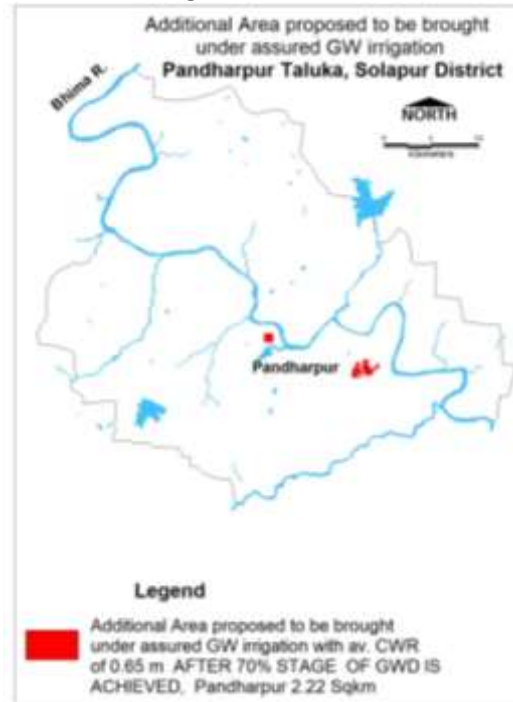 Additional Area proposed to be brought
under assured GW irrigation
Pandharpur Taluka, Solapur District
Bhima R.
NORTH
Pandharpur
Legend
Additional Area proposed to be brought
under assured GW irrigation with av. CWR
of 0.65 m AFTER 70% STAGE OF GWD IS
ACHIEVED, Pandharpur 2.22 Sqkm